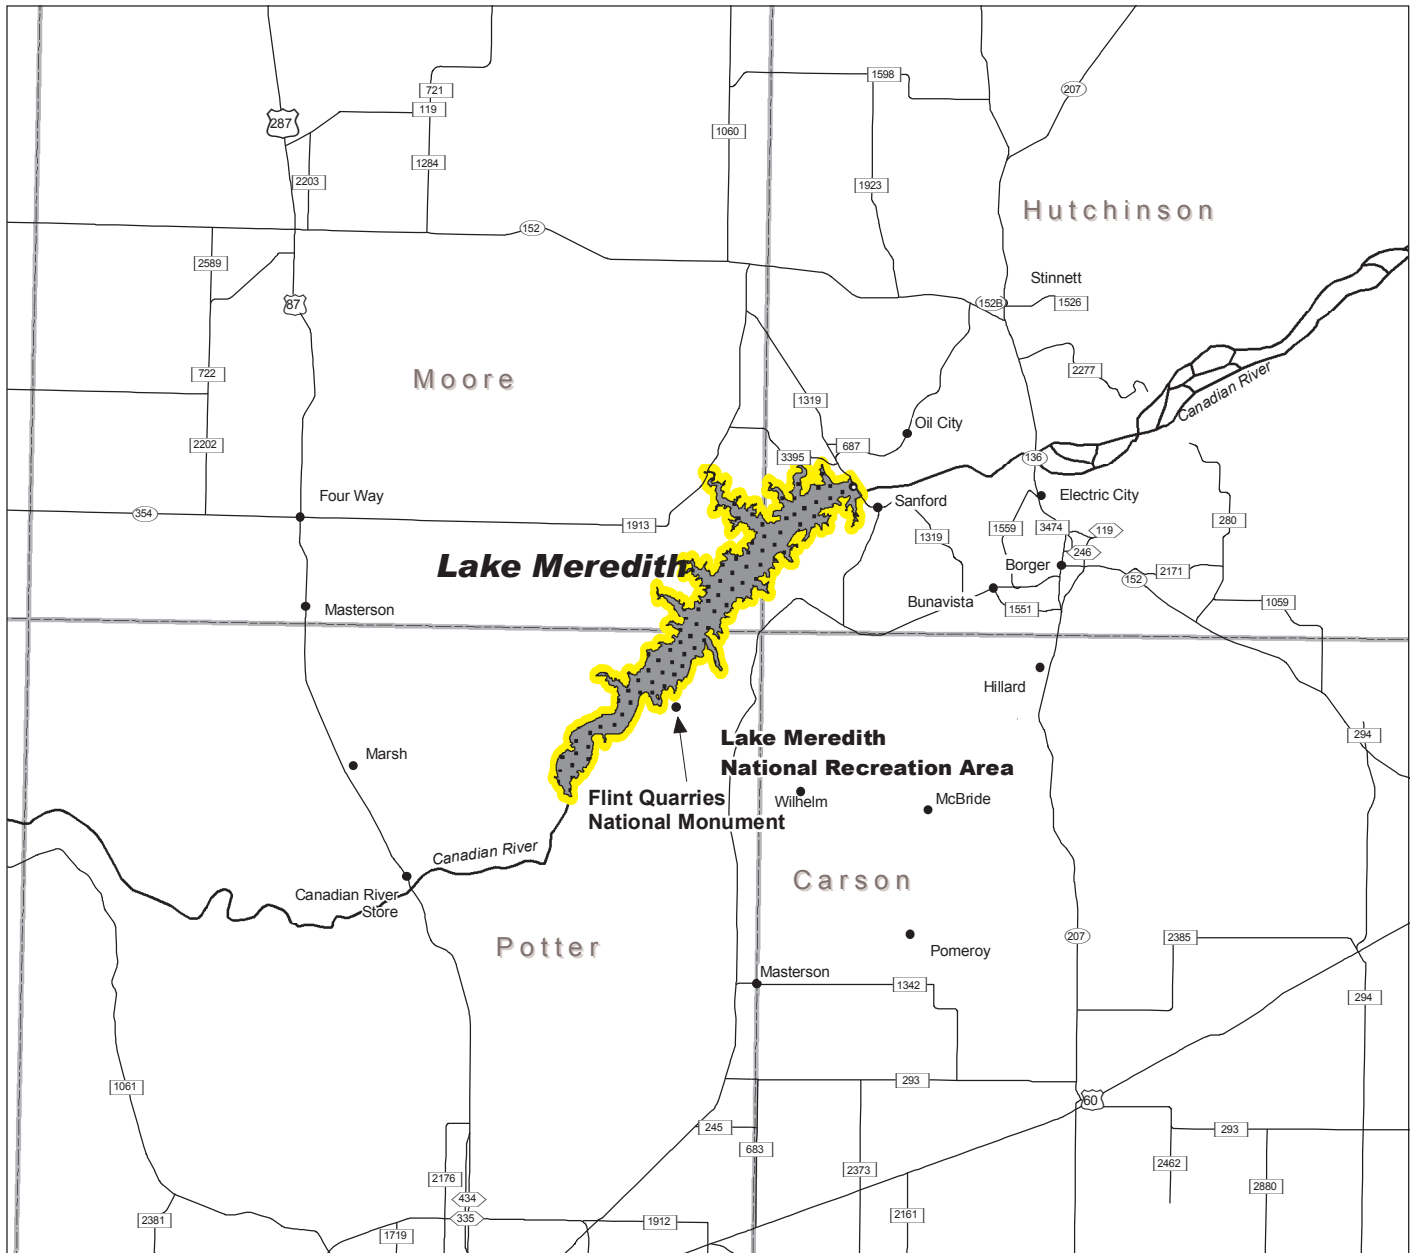 1598
721
207
119
287
1060
1284
2203
1923
Hutchinson
152
2589
Stinnett
87
152B
1526
722
2277
Moore
Canadian River
1319
Oil City
2202
687
3395
136
Four Way
Electric City
Sanford
354
1913
1559
3474
119
280
1319
246
Lake Meredith
Borger
2171
152
Bunavista
1551
1059
Masterson
Hillard
294
Lake Meredith
National Recreation Area
Marsh
Wilhelm
McBride
Flint Quarries
National Monument
Canadian River
Carson
Canadian River
Store
Potter
207
2385
Pomeroy
Masterson
1342
294
293
1061
60
245
293
683
2373
2462
2176
2880
434
335
2381
1912
2161
1719